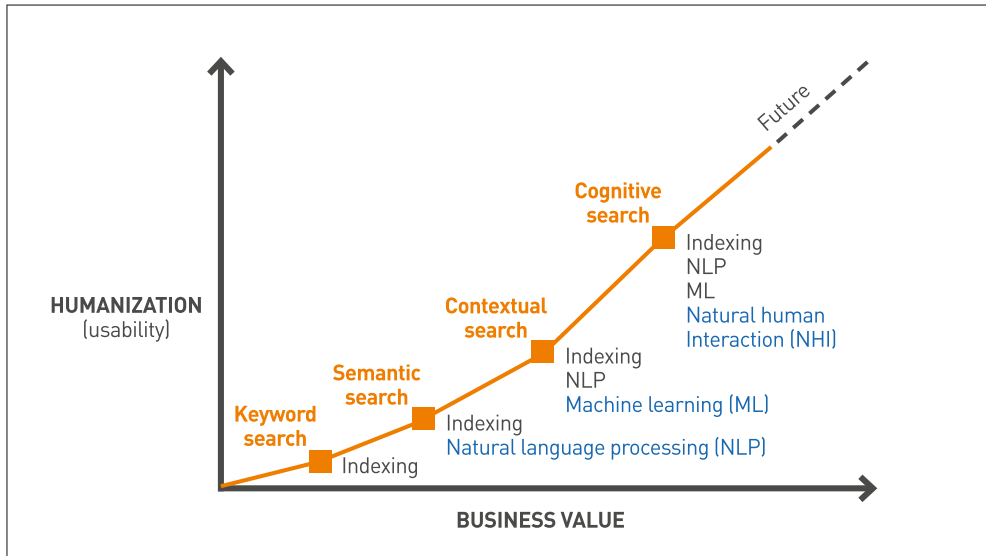 Future
Cognitive
search
Indexing
NLP
ML
Natural human
Interaction (NHI)
HUMANIZATION
(usability)
Contextual
search
Indexing
NLP
Machine learning (ML)
Semantic
search
Indexing
Natural language processing (NLP)
Keyword
search
Indexing
BUSINESS VALUE